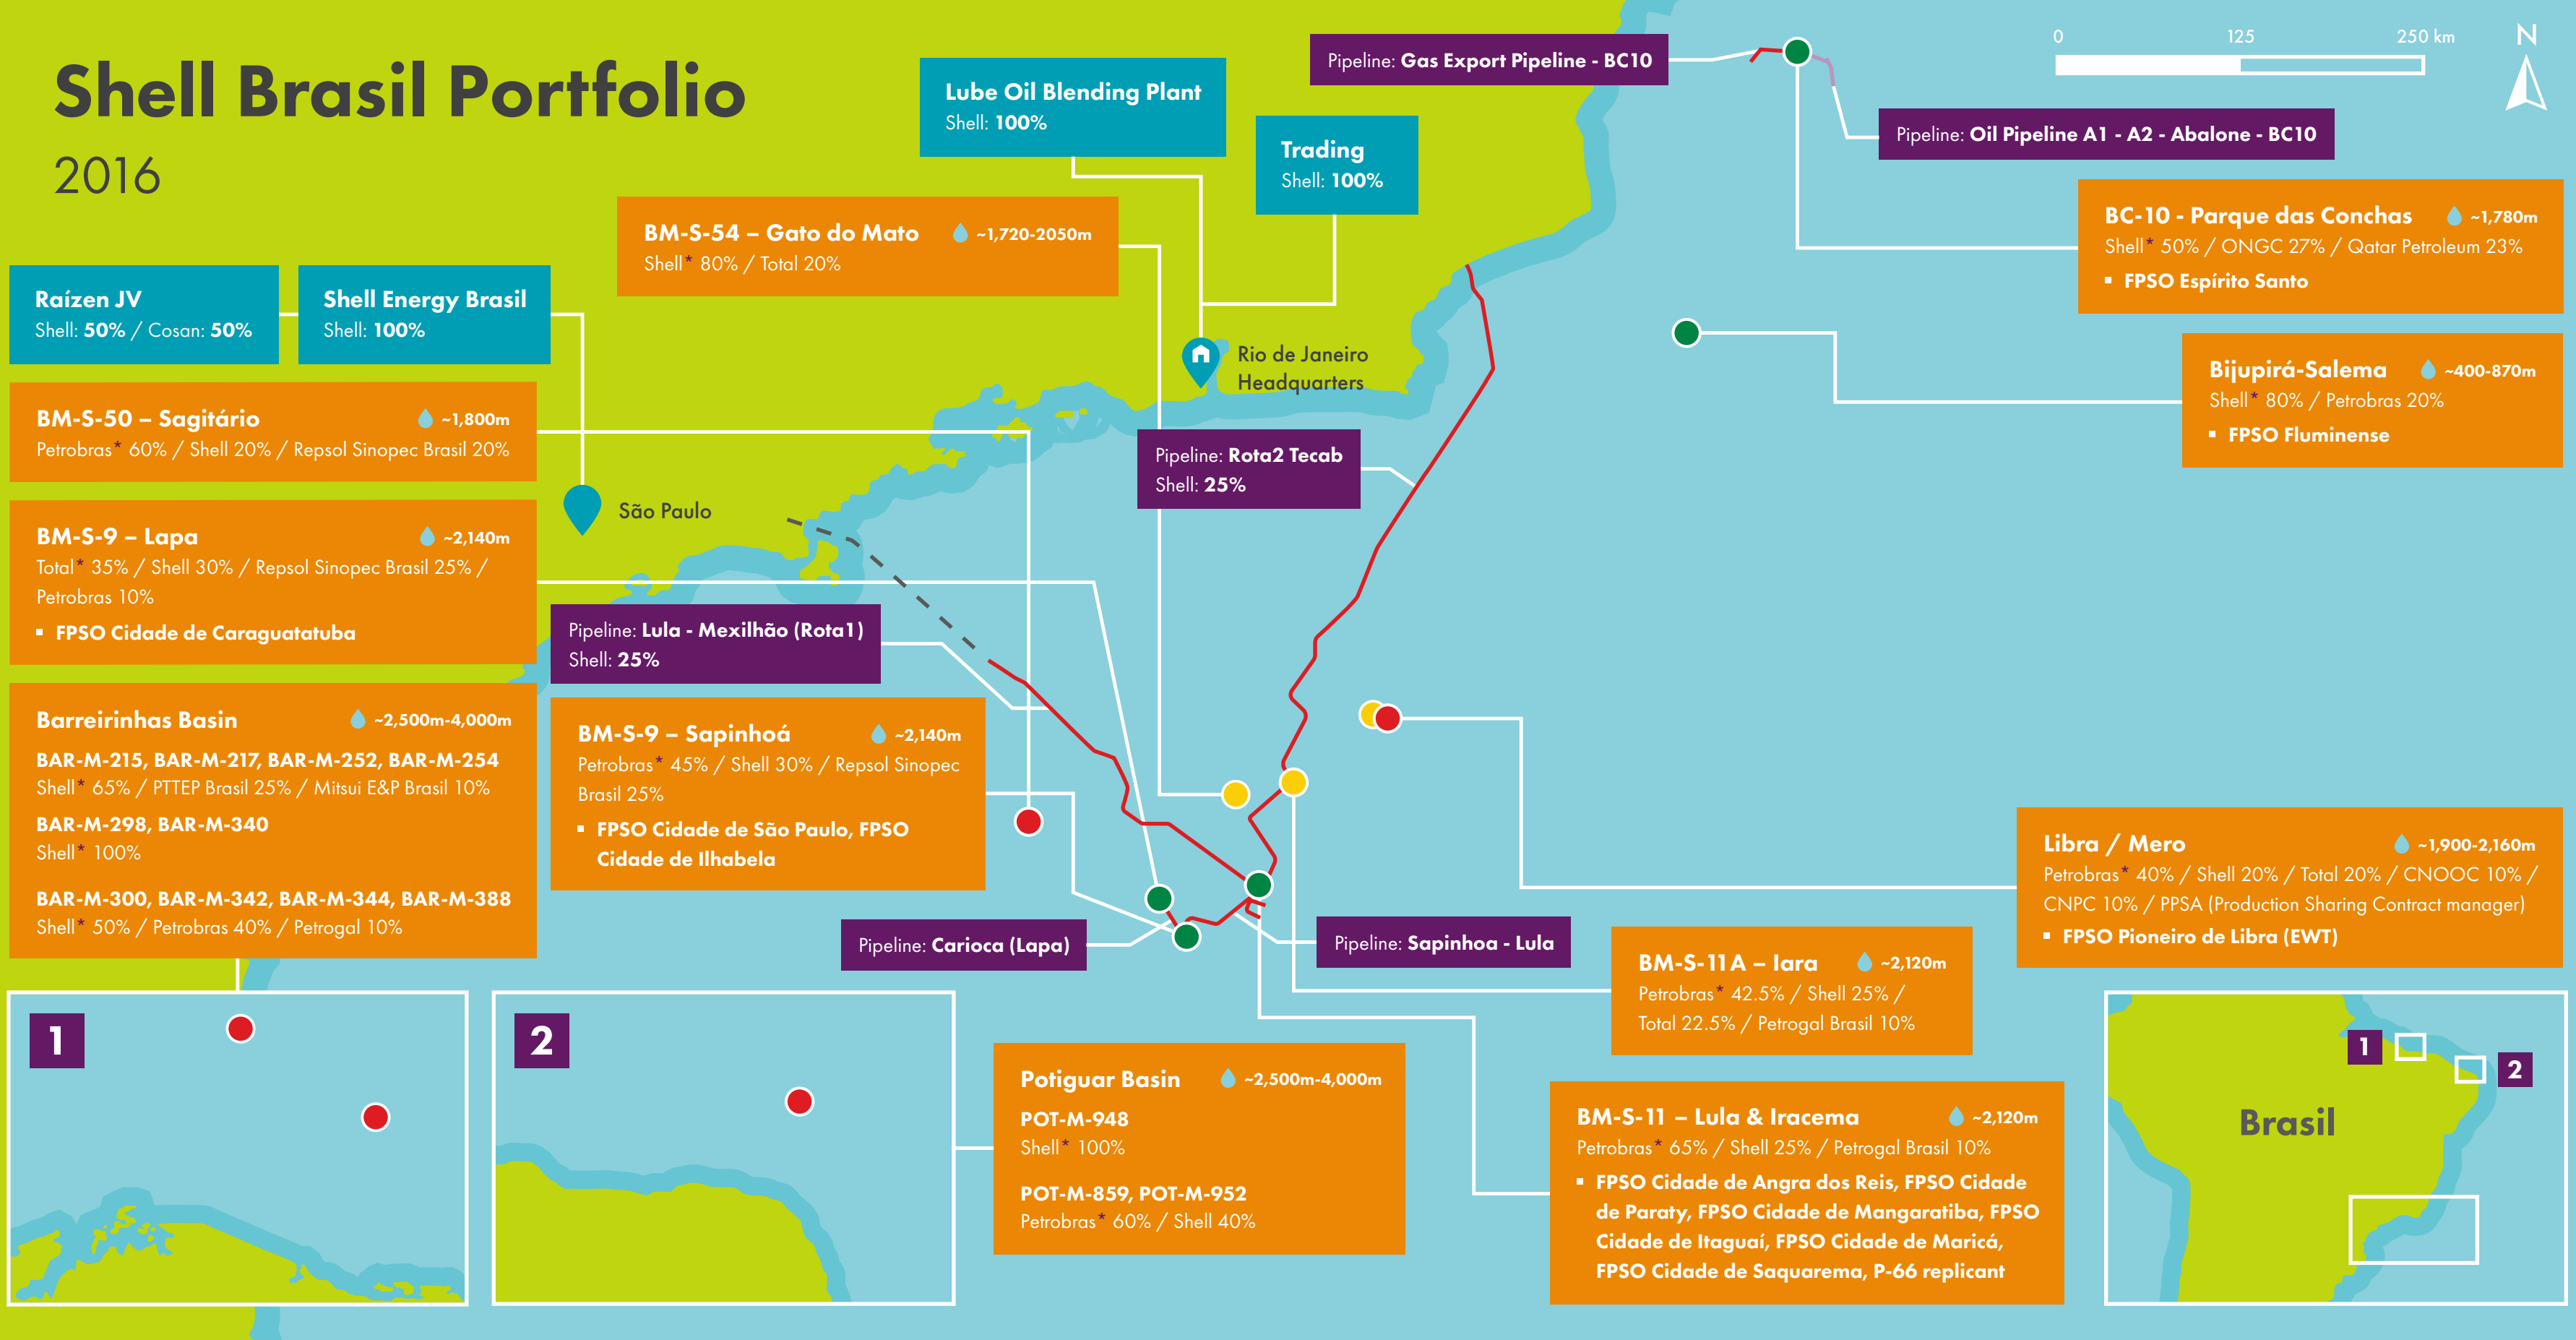 Shell Brasil Portfolio
2016
Lube Oil Blending Plant
Shell: 100%
Trading
Shell: 100%
Pipeline: Gas Export Pipeline - BC10
0 125 250 km
N
Pipeline: Oil Pipeline A1 - A2 - Abalone - BC10
BC-10 - Parque das Conchas ~1,780m
Shell* 50% / ONGC 27% / Qatar Petroleum 23%
▪ FPSO Espírito Santo
BM-S-54 – Gato do Mato ~1,720-2050m
Shell* 80% / Total 20%
Raízen JV
Shell: 50% / Cosan: 50%
Shell Energy Brasil
Shell: 100%
Rio de Janeiro
Headquarters
Bijupirá-Salema ~400-870m
Shell* 80% / Petrobras 20%
▪ FPSO Fluminense
BM-S-50 – Sagitário ~1,800m
Petrobras* 60% / Shell 20% / Repsol Sinopec Brasil 20%
Pipeline: Rota2 Tecab
Shell: 25%
São Paulo
BM-S-9 – Lapa ~2,140m
Total* 35% / Shell 30% / Repsol Sinopec Brasil 25% /
Petrobras 10%
▪ FPSO Cidade de Caraguatatuba
Pipeline: Lula - Mexilhão (Rota1)
Shell: 25%
Barreirinhas Basin ~2,500m-4,000m
BAR-M-215, BAR-M-217, BAR-M-252, BAR-M-254
Shell* 65% / PTTEP Brasil 25% / Mitsui E&P Brasil 10%
BAR-M-298, BAR-M-340
Shell* 100%
BAR-M-300, BAR-M-342, BAR-M-344, BAR-M-388
Shell* 50% / Petrobras 40% / Petrogal 10%
BM-S-9 – Sapinhoá ~2,140m
Petrobras* 45% / Shell 30% / Repsol Sinopec
Brasil 25%
▪ FPSO Cidade de São Paulo, FPSO
Cidade de Ilhabela
Pipeline: Carioca (Lapa)
Pipeline: Sapinhoa - Lula
Libra / Mero ~1,900-2,160m
Petrobras* 40% / Shell 20% / Total 20% / CNOOC 10% /
CNPC 10% / PPSA (Production Sharing Contract manager)
▪ FPSO Pioneiro de Libra (EWT)
BM-S-11A – Iara ~2,120m
Petrobras* 42.5% / Shell 25% /
Total 22.5% / Petrogal Brasil 10%
1
2
Potiguar Basin ~2,500m-4,000m
POT-M-948
Shell* 100%
POT-M-859, POT-M-952
Petrobras* 60% / Shell 40%
BM-S-11 – Lula & Iracema ~2,120m
Petrobras* 65% / Shell 25% / Petrogal Brasil 10%
▪ FPSO Cidade de Angra dos Reis, FPSO Cidade
de Paraty, FPSO Cidade de Mangaratiba, FPSO
Cidade de Itaguaí, FPSO Cidade de Maricá,
FPSO Cidade de Saquarema, P-66 replicant
1
2
Brasil